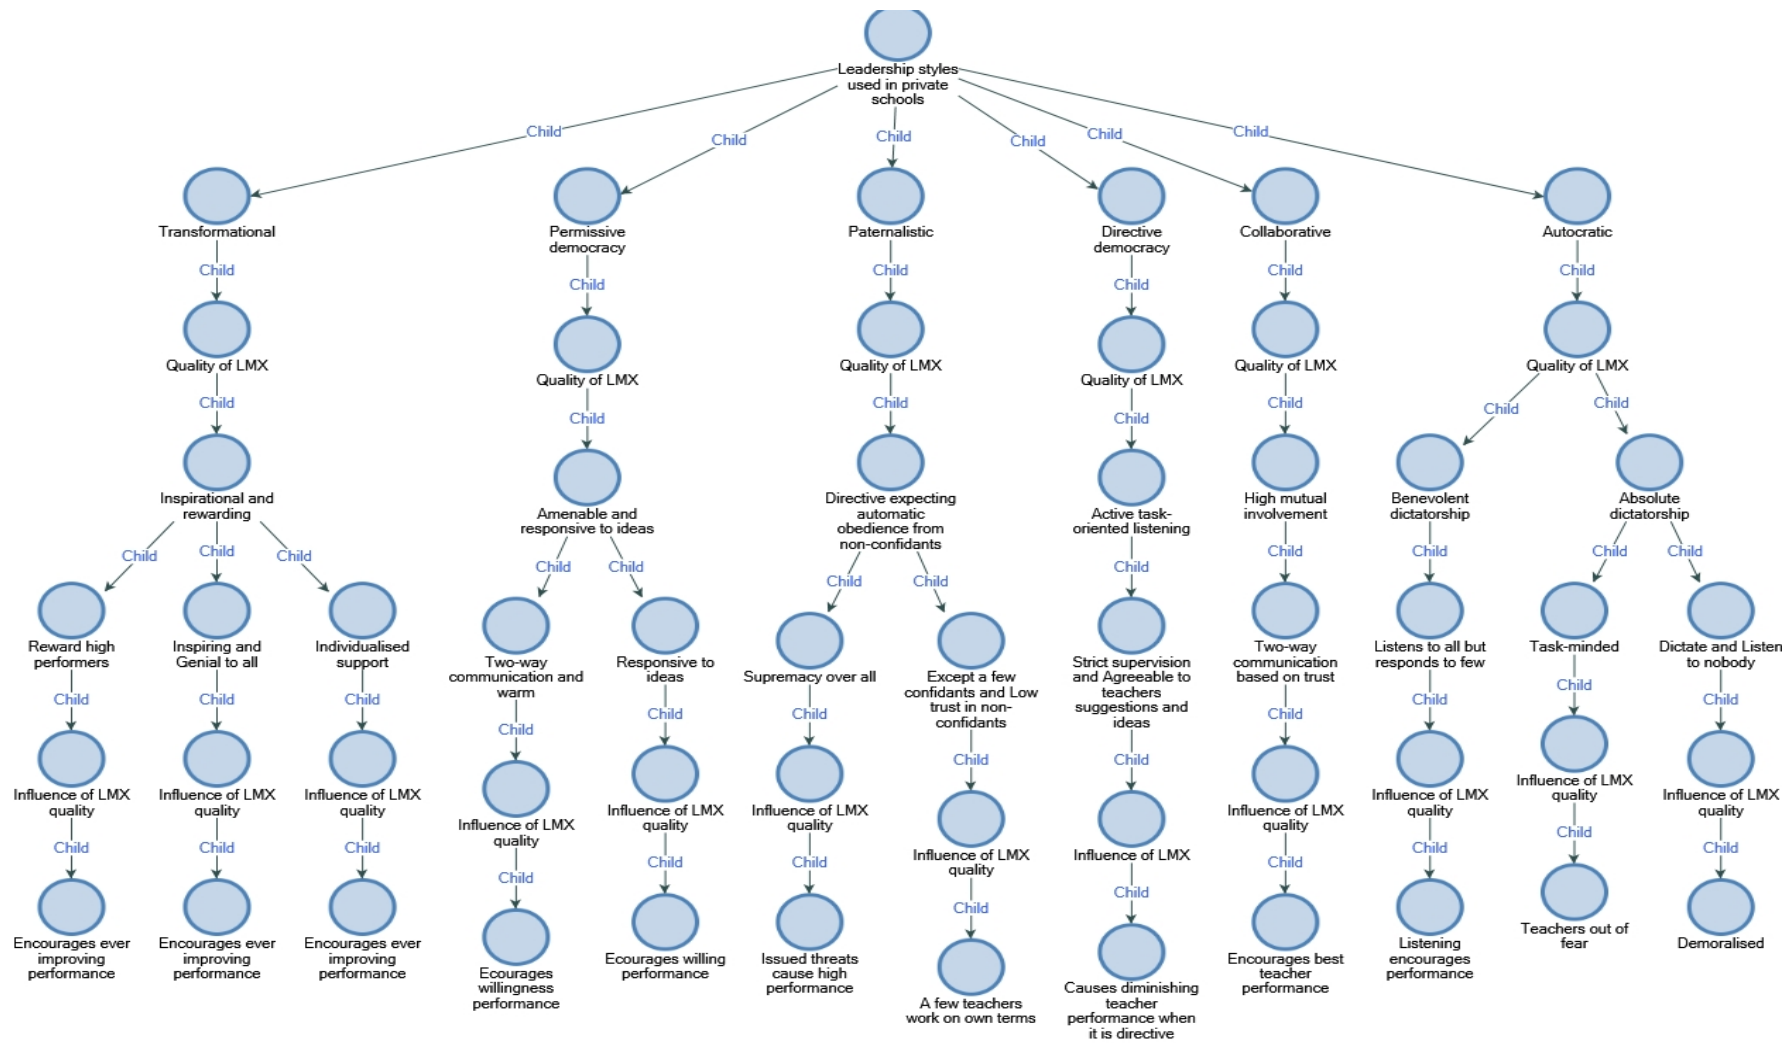 Leadership styles
used in private
schools
Child
Child
Child
Child
Child
Child
Transformational
Permissive
democracy
Paternalistic
Directive
democracy
Collaborative
Autocratic
Child
Child
Child
Child
Child
Child
Quality of LMX
Quality of LMX
Quality of LMX
Quality of LMX
Quality of LMX
Quality of LMX
Child
Child
Child
Child
Child
Child
Child
Inspirational and
rewarding
Amenable and
responsive to ideas
Directive expecting
automatic
obedience from
non-confidants
Active task-
oriented listening
High mutual
involvement
Benevolent
dictatorship
Absolute
dictatorship
Child
Child
Child
Child
Child
Child
Child
Child
Child
Child
Child
Child
Reward high
performers
Inspiring and
Genial to all
Individualised
support
Two-way
communication and
warm
Responsive to
ideas
Supremacy over all
Except a few
confidants and Low
trust in non-
confidants
Strict supervision
and Agreeable to
teachers
suggestions and
ideas
Two-way
communication
based on trust
Listens to all but
responds to few
Task-minded
Dictate and Listen
to nobody
Child
Child
Child
Child
Child
Child
Child
Child
Child
Child
Child
Child
Influence of LMX
quality
Influence of LMX
quality
Influence of LMX
quality
Influence of LMX
quality
Influence of LMX
quality
Influence of LMX
quality
Influence of LMX
quality
Influence of LMX
Influence of LMX
quality
Influence of LMX
quality
Influence of LMX
quality
Influence of LMX
quality
Child
Child
Child
Child
Child
Child
Child
Child
Child
Child
Child
Child
Encourages ever
improving
performance
Encourages ever
improving
performance
Encourages ever
improving
performance
Ecourages
willingness
performance
Ecourages willing
performance
Issued threats
cause high
performance
A few teachers
work on own terms
Causes diminishing
teacher
performance when
it is directive
Encourages best
teacher
performance
Listening
encourages
performance
Teachers out of
fear
Demoralised